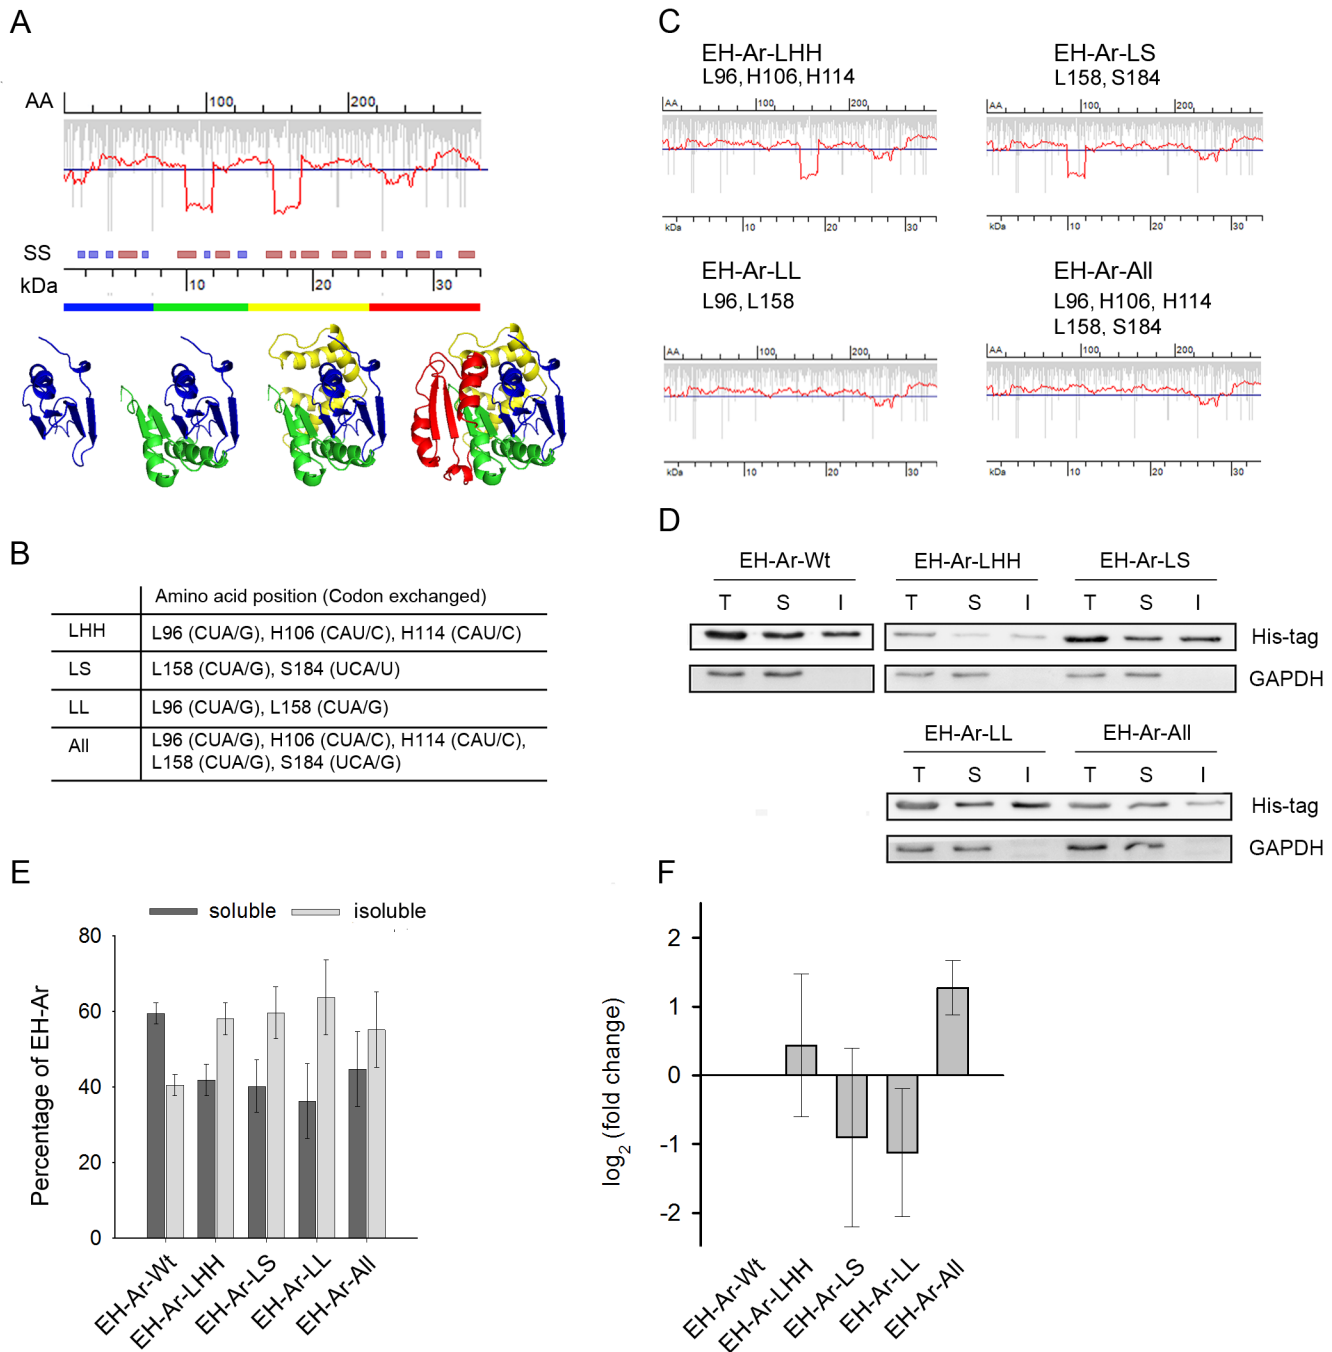 A
AA
100
200
SS
kDa
10
20
30
B
Amino acid position (Codon exchanged)
LHH
L96 (CUA/G), H106 (CAU/C), H114 (CAU/C)
LS
L158 (CUA/G), S184 (UCA/U)
LL
L96 (CUA/G), L158 (CUA/G)
All
L96 (CUA/G), H106 (CUA/C), H114 (CAU/C),
L158 (CUA/G), S184 (UCA/G)
C
EH-Ar-LHH
L96, H106, H114
AA
100
200
kDa
10
20
30
EH-Ar-LS
L158, S184
AA
100
200
kDa
10
20
30
EH-Ar-LL
L96, L158
AA
100
200
kDa
10
20
30
EH-Ar-All
L96, H106, H114
L158, S184
AA
100
200
kDa
10
20
30
D
EH-Ar-Wt
EH-Ar-LHH
EH-Ar-LS
T S I
T S I
T S I
His-tag
GAPDH
EH-Ar-LL
EH-Ar-All
T S I
T S I
His-tag
GAPDH
E
soluble
isoluble
Percentage of EH-Ar
80
60
40
20
0
EH-Ar-Wt
EH-Ar-LHH
EH-Ar-LS
EH-Ar-LL
EH-Ar-All
F
log2 (fold change)
2
1
0
-1
-2
EH-Ar-Wt
EH-Ar-LHH
EH-Ar-LS
EH-Ar-LL
EH-Ar-All